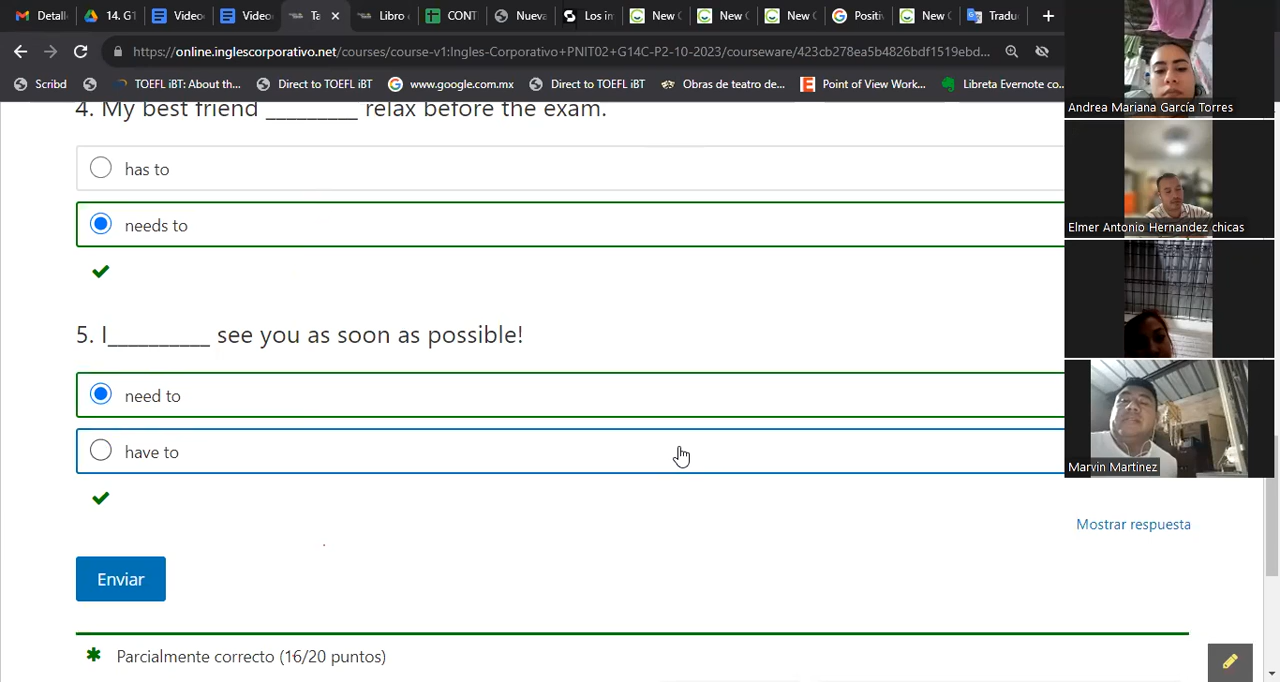 Detall
14. G1
Video
Video
Ta
Libro
CONT
Nueva
Los in
New C
New C
New C
Positi
New C
Tradu
https://online.inglescorporativo.net/courses/course-v1:Ingles-Corporativo+PNIT02+G14C-P2-10-2023/courseware/423cb278ea5b4826bdf1519ebd...
Scribd
TOEFL iBT: About th...
Direct to TOEFL iBT
www.google.com.mx
Direct to TOEFL iBT
Obras de teatro de...
Point of View Work...
Libreta Evernote co...
4. My best friend _________ relax before the exam.
has to
needs to
5. I__________ see you as soon as possible!
need to
have to
Mostrar respuesta
Enviar
Parcialmente correcto (16/20 puntos)
Andrea Mariana García Torres
Elmer Antonio Hernandez chicas
Marvin Martinez